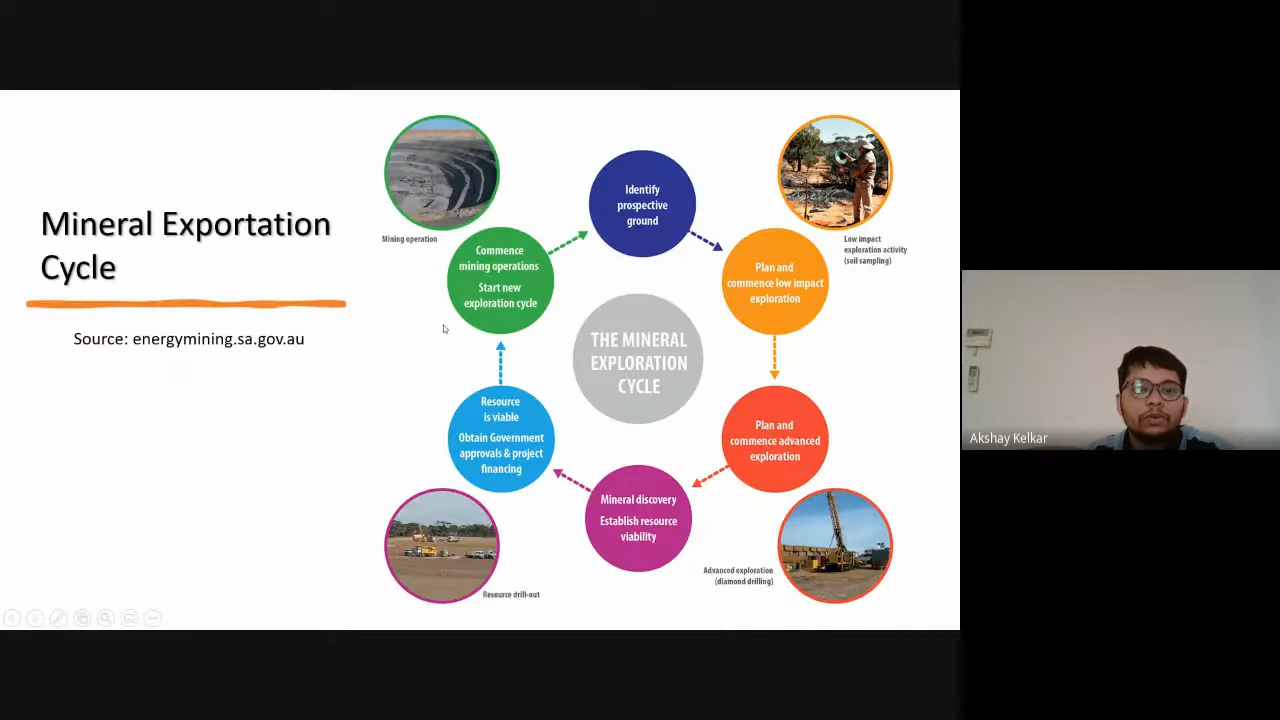 Mineral Exportation
Cycle
Source: energymining.sa.gov.au
Mining operation
Identify
prospective
ground
Low impact
exploration activity
(soil sampling)
Commence
mining operations
Start new
exploration cycle
Plan and
commence low impact
exploration
THE MINERAL
EXPLORATION
CYCLE
Resource
is viable
Obtain Government
approvals & project
financing
Plan and
commence advanced
exploration
Mineral discovery
Establish resource
viability
Resource drill-out
Advanced exploration
(diamond drilling)
Akshay Kelkar